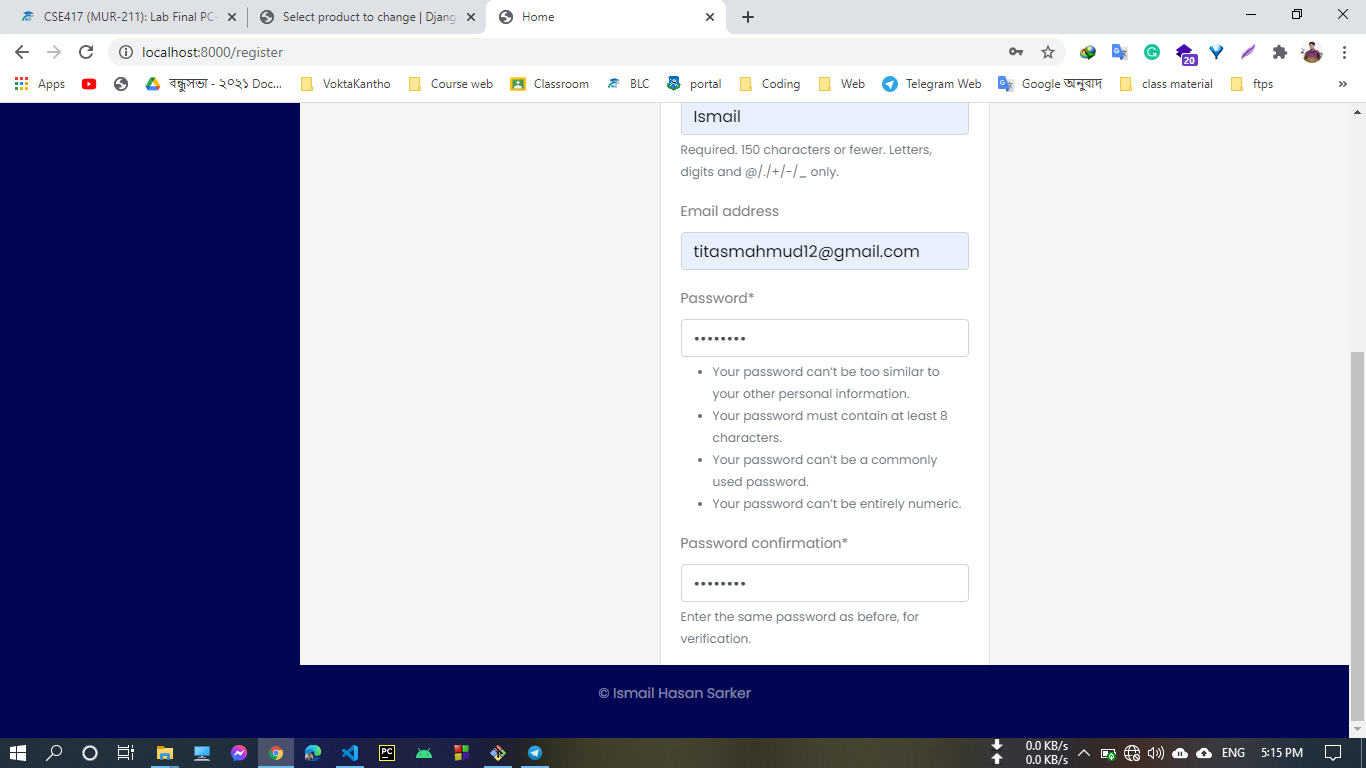 CSE417 (MUR-211): Lab Final PC-
Select product to change | Djang
Home
localhost:8000/register
20
Apps
বন্ধুসভা - ২০২১ Doc...
VoktaKantho
Course web
Classroom
BLC
portal
Coding
Web
Telegram Web
Google অনুবাদ
class material
ftps
»
Ismail
Required. 150 characters or fewer. Letters,
digits and @/./+/-/_ only.
Email address
titasmahmud12@gmail.com
Password*
••••••••
• Your password can't be too similar to
your other personal information.
• Your password must contain at least 8
characters.
• Your password can't be a commonly
used password.
• Your password can't be entirely numeric.
Password confirmation*
••••••••
Enter the same password as before, for
verification.
© Ismail Hasan Sarker
PC
0.0 KB/s
0.0 KB/s
ENG
5:15 PM